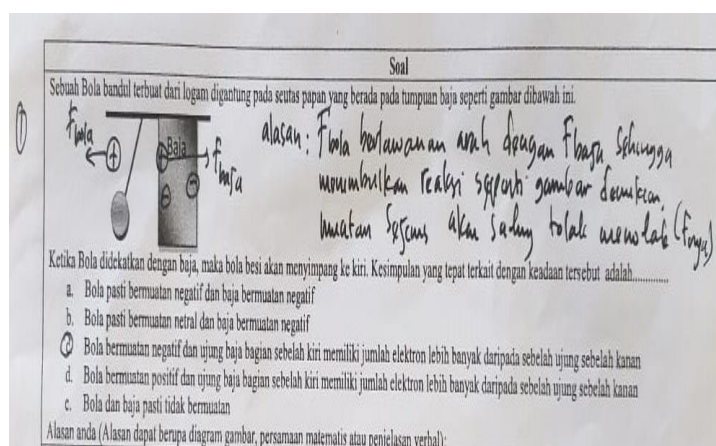 Soal
Sebuah Bola bandul terbuat dari logam digantung pada seutas papan yang berada pada tumpuan baja seperti gambar dibawah ini.
①
Fbola
+
Baja
+
fbaja
-
-
alasan: Fbola berlawanan arah dengan Fbaja sehingga
menimbulkan reaksi seperti gambar demikian,
muatan sejenis akan saling tolak menolak (Fnya)
Ketika Bola didekatkan dengan baja, maka bola besi akan menyimpang ke kiri. Kesimpulan yang tepat terkait dengan keadaan tersebut adalah.............
a. Bola pasti bermuatan negatif dan baja bermuatan negatif
b. Bola pasti bermuatan netral dan baja bermuatan negatif
c. Bola bermuatan negatif dan ujung baja bagian sebelah kiri memiliki jumlah elektron lebih banyak daripada sebelah ujung sebelah kanan
d. Bola bermuatan positif dan ujung baja bagian sebelah kiri memiliki jumlah elektron lebih banyak daripada sebelah ujung sebelah kanan
e. Bola dan baja pasti tidak bermuatan
Alasan anda (Alasan dapat berupa diagram gambar, persamaan matematis atau penjelasan verbal):